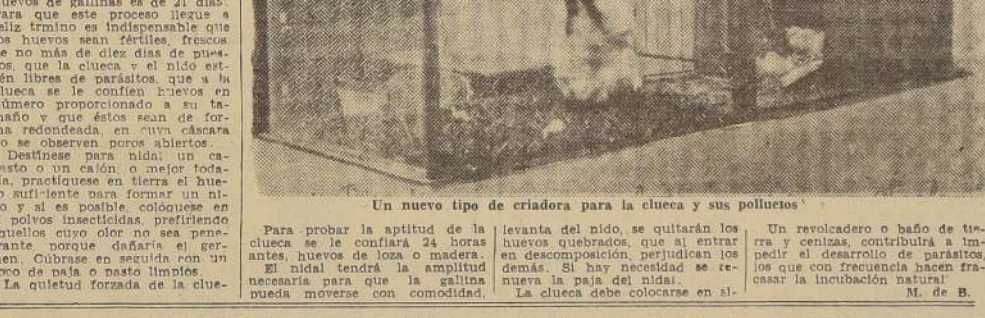 huevos de gallinas es de 21 días.
Para que este proceso llegue a
feliz trmino es indispensable que
los huevos sean fértiles, frescos
de no más de diez días de pues-
tos, que la clueca y el nido est-
én libres de parásitos, que a la
clueca se le confíen huevos en
número proporcionado a su ta-
maño y que éstos sean de for-
ma redondeada, en cuya cáscara
no se observen poros abiertos.
Destínese para nidal un ca-
nasto o un cajón, o mejor toda-
vía, practíquese en tierra el hue-
co suficiente para formar un ni-
do y si es posible, colóquese en
polvos insecticidas, prefiriendo
aquellos cuyo olor no sea pene-
trante, porque dañaría el ger-
men. Cúbrase en seguida con un
poco de paja o pasto limpios.
La quietud forzada de la clue-
Un nuevo tipo de criadora para la clueca y sus polluelos
Para probar la aptitud de la
clueca se le confiará 24 horas
antes, huevos de loza o madera.
El nidal tendrá la amplitud
necesaria para que la gallina
pueda moverse con comodidad,
levanta del nido, se quitarán los
huevos quebrados, que al entrar
en descomposición, perjudican los
demás. Si hay necesidad se re-
nueva la paja del nidal.
La clueca debe colocarse en si-
Un revolcadero o baño de tie-
rra y cenizas, contribuirá a im-
pedir el desarrollo de parásitos,
los que con frecuencia hacen fra-
casar la incubación natural"
M. de B.